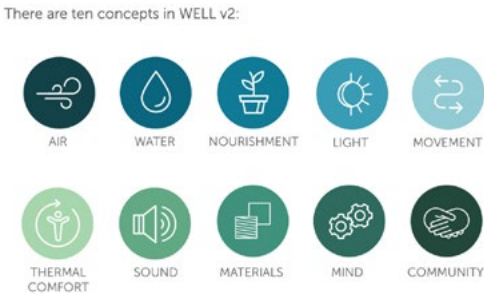 There are ten concepts in WELL v2:
AIR
WATER
NOURISHMENT
LIGHT
MOVEMENT
THERMAL
COMFORT
SOUND
MATERIALS
MIND
COMMUNITY